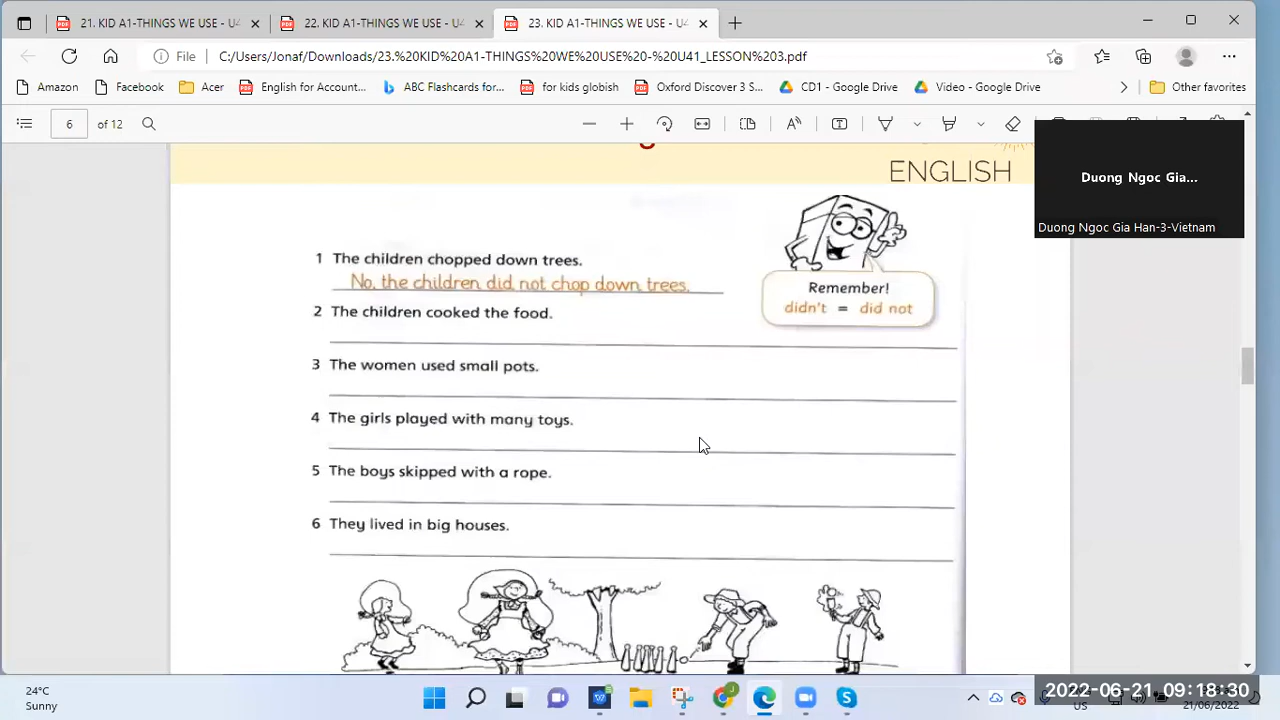 21. KID A1-THINGS WE USE - U4
22. KID A1-THINGS WE USE - U4
23. KID A1-THINGS WE USE - U4
File
C:/Users/Jonaf/Downloads/23.%20KID%20A1-THINGS%20WE%20USE%20-%20U41_LESSON%203.pdf
Amazon
Facebook
Acer
English for Account...
ABC Flashcards for...
for kids globish
Oxford Discover 3 S...
CD1 - Google Drive
Video - Google Drive
Other favorites
6 of 12
ENGLISH
Duong Ngoc Gia...
Duong Ngoc Gia Han-3-Vietnam
1 The children chopped down trees.
No, the children did not chop down trees.
Remember!
didn't = did not
2 The children cooked the food.
3 The women used small pots.
4 The girls played with many toys.
5 The boys skipped with a rope.
6 They lived in big houses.
24°C
Sunny
2022-06-21 09:18:30
US
21/06/2022